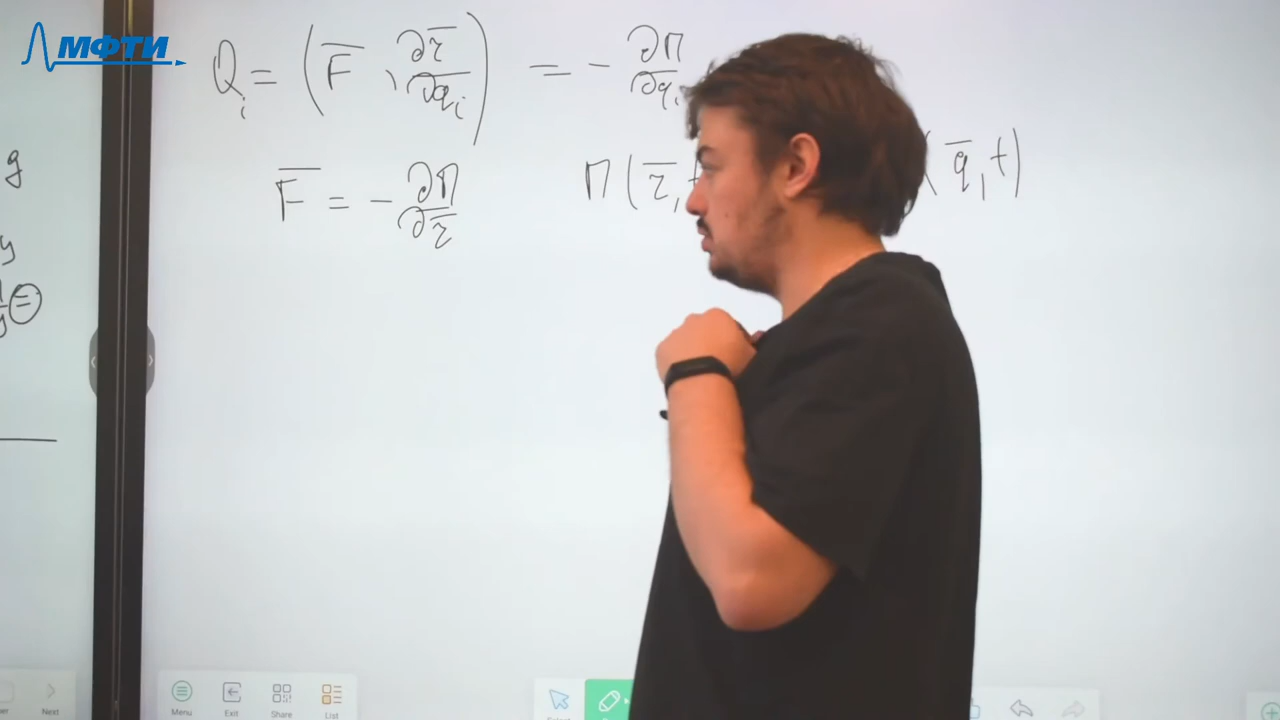 МФТИ
Q_i = (F̅, ∂r̅/∂q_i) = - ∂П/∂q_i
g
F̅ = - ∂П/∂r̅ П(r̅, t (q̅, t)
y
=
Menu Exit Share List
Next